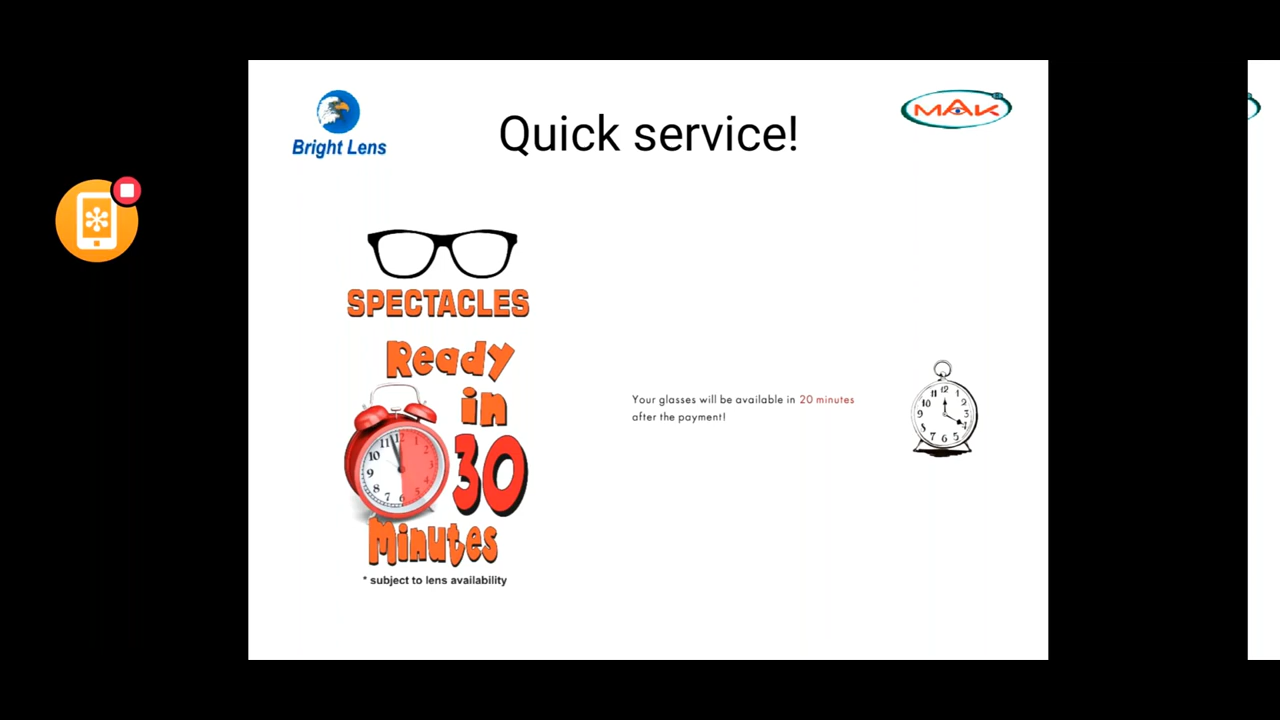 Bright Lens
Quick service!
MAK
SPECTACLES
Ready
in
30
Minutes
* subject to lens availability
Your glasses will be available in 20 minutes
after the payment!